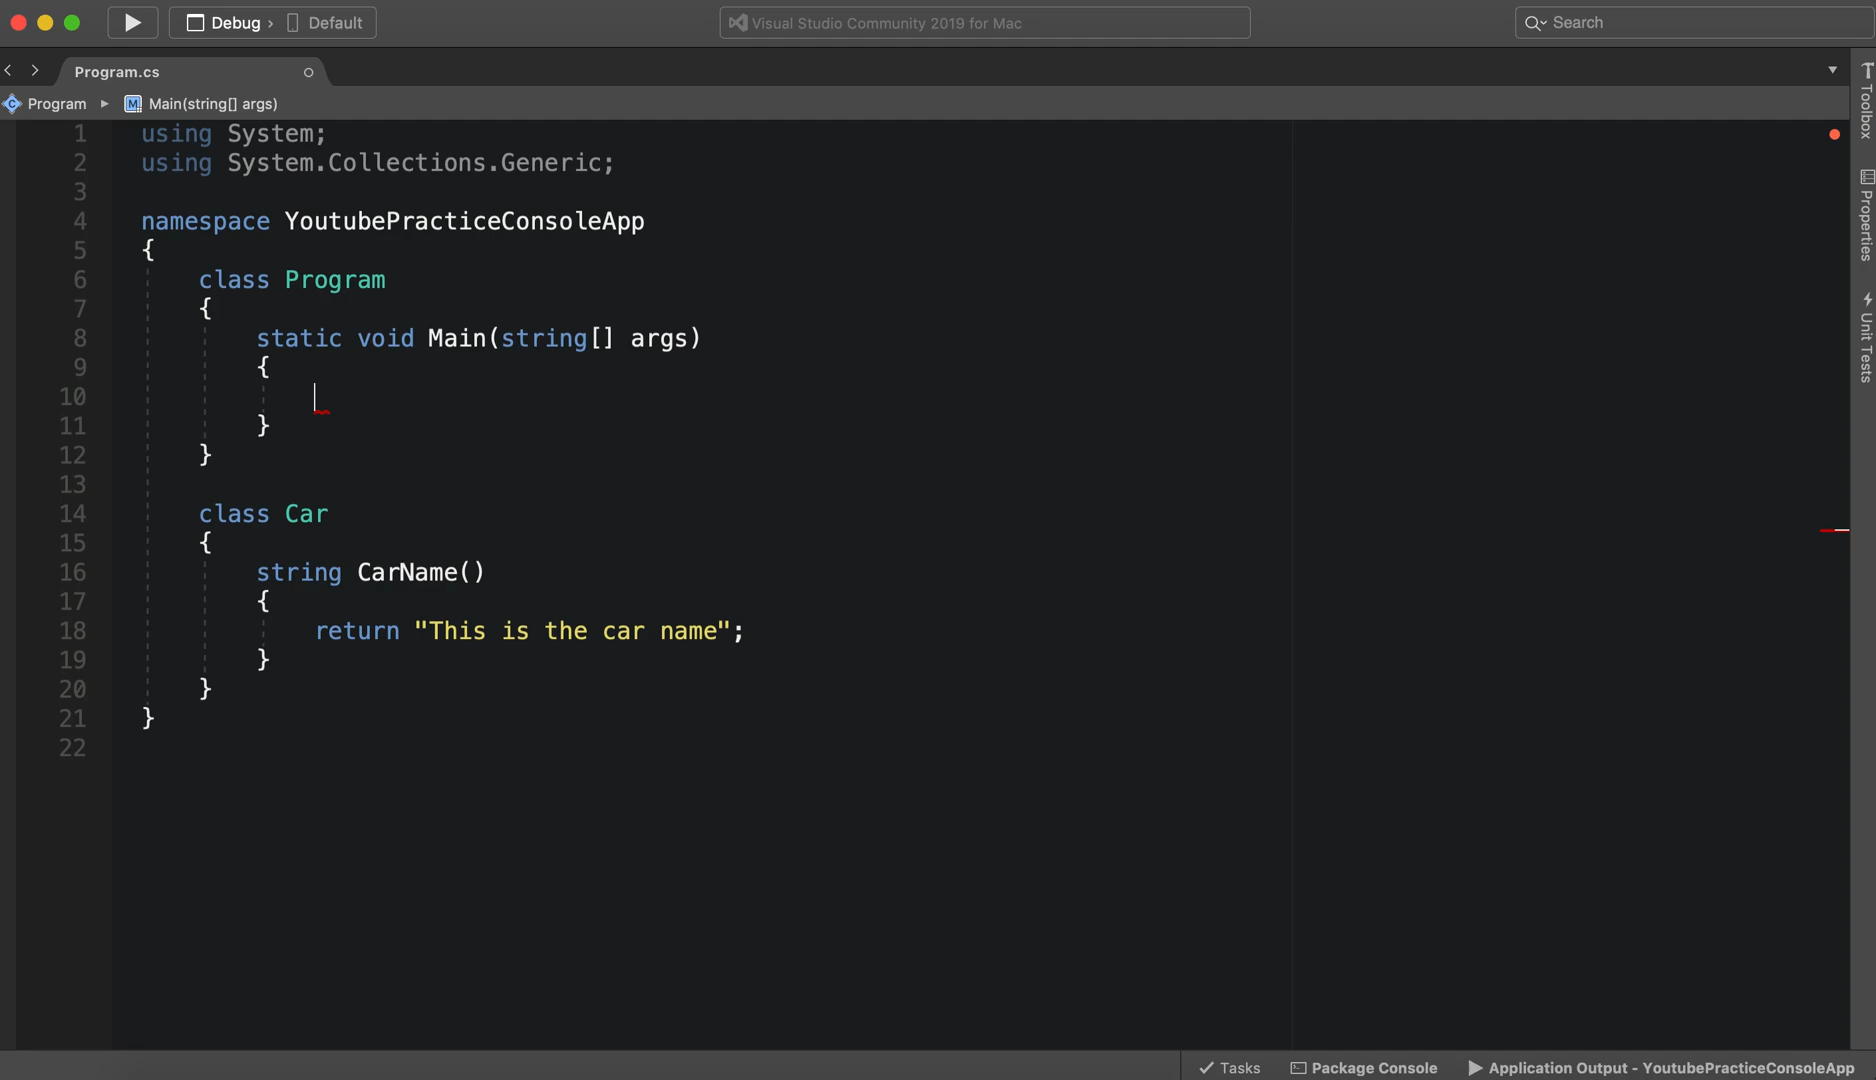 Debug › Default
Visual Studio Community 2019 for Mac
Search
Program.cs
Program ▸ M Main(string[] args)
1 using System;
2 using System.Collections.Generic;
3
4 namespace YoutubePracticeConsoleApp
5 {
6 class Program
7 {
8 static void Main(string[] args)
9 {
10
11 }
12 }
13
14 class Car
15 {
16 string CarName()
17 {
18 return "This is the car name";
19 }
20 }
21 }
22
Toolbox
Properties
Unit Tests
Tasks
Package Console
Application Output - YoutubePracticeConsoleApp